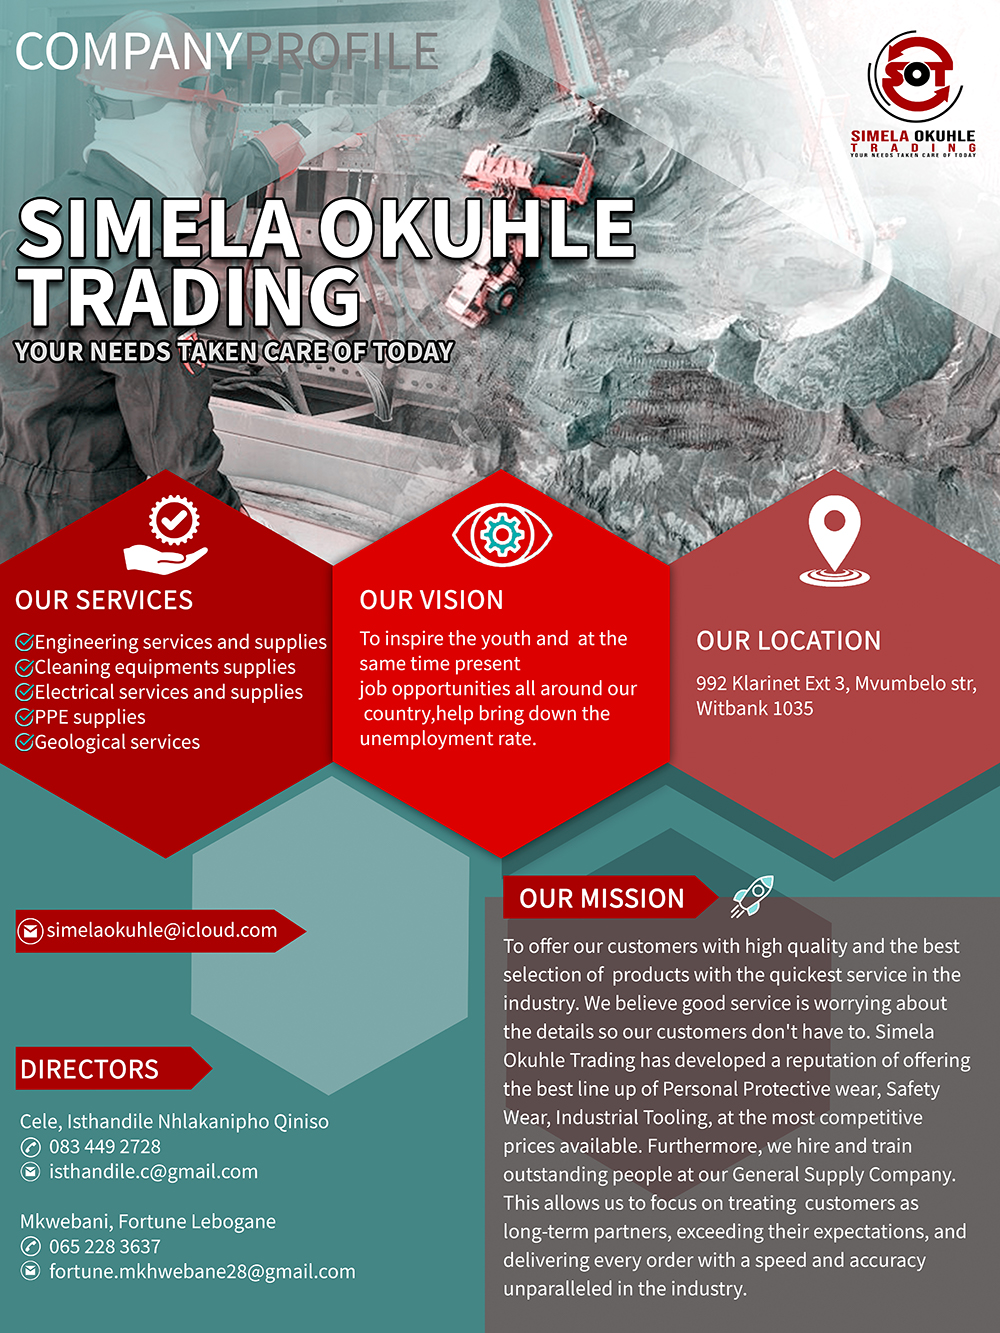 COMPANYPROFILE
SOT
SIMELA OKUHLE
TRADING
YOUR NEEDS TAKEN CARE OF TODAY
SIMELA OKUHLE
TRADING
YOUR NEEDS TAKEN CARE OF TODAY
OUR SERVICES
Engineering services and supplies
Cleaning equipments supplies
Electrical services and supplies
PPE supplies
Geological services
OUR VISION
To inspire the youth and at the
same time present
job opportunities all around our
country,help bring down the
unemployment rate.
OUR LOCATION
992 Klarinet Ext 3, Mvumbelo str,
Witbank 1035
simelaokuhle@icloud.com
DIRECTORS
Cele, Isthandile Nhlakanipho Qiniso
083 449 2728
isthandile.c@gmail.com
Mkwebani, Fortune Lebogane
065 228 3637
fortune.mkhwebane28@gmail.com
OUR MISSION
To offer our customers with high quality and the best
selection of products with the quickest service in the
industry. We believe good service is worrying about
the details so our customers don't have to. Simela
Okuhle Trading has developed a reputation of offering
the best line up of Personal Protective wear, Safety
Wear, Industrial Tooling, at the most competitive
prices available. Furthermore, we hire and train
outstanding people at our General Supply Company.
This allows us to focus on treating customers as
long-term partners, exceeding their expectations, and
delivering every order with a speed and accuracy
unparalleled in the industry.